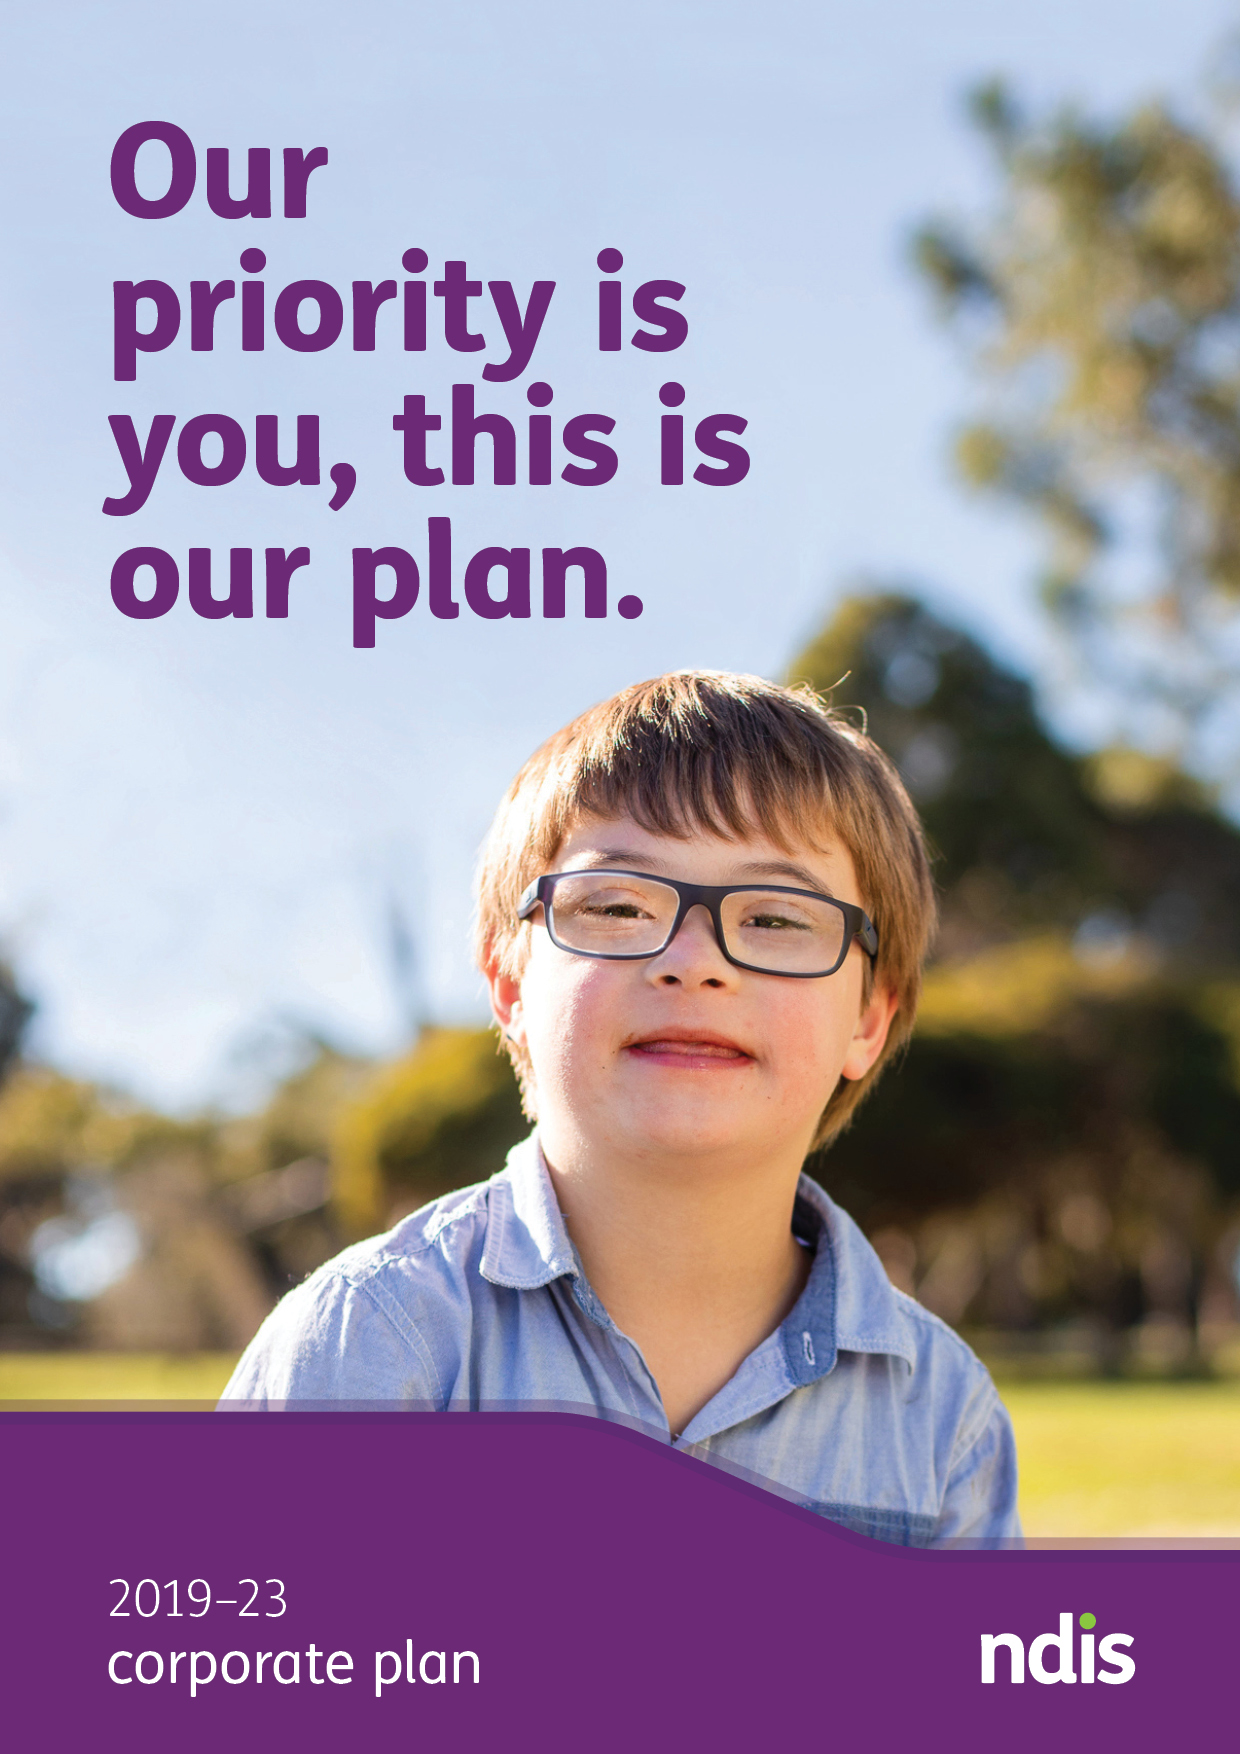 Our
priority is
you, this is
our plan.
2019–23
corporate plan
ndis